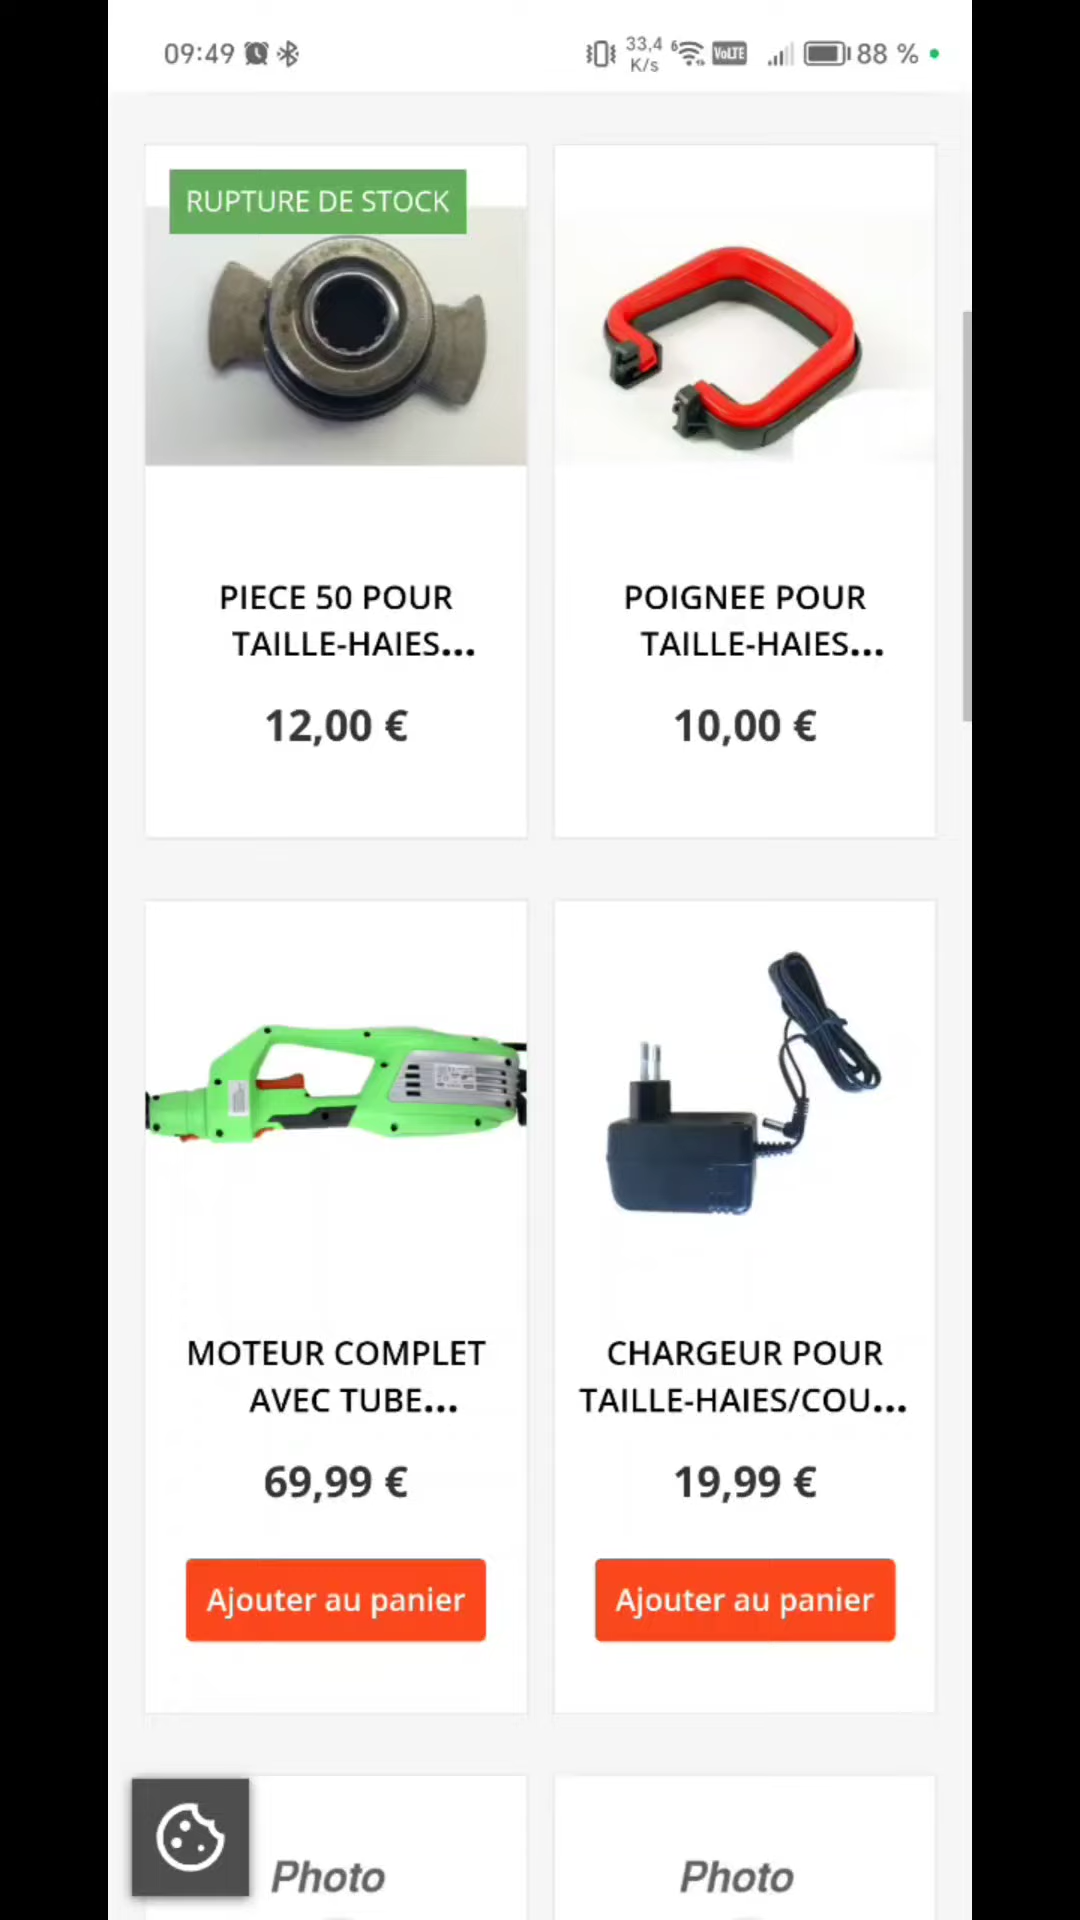 09:49
33,4
K/s
6
VoLTE
88 %
RUPTURE DE STOCK
PIECE 50 POUR
TAILLE-HAIES...
12,00 €
POIGNEE POUR
TAILLE-HAIES...
10,00 €
MOTEUR COMPLET
AVEC TUBE...
69,99 €
Ajouter au panier
CHARGEUR POUR
TAILLE-HAIES/COU...
19,99 €
Ajouter au panier
Photo
Photo